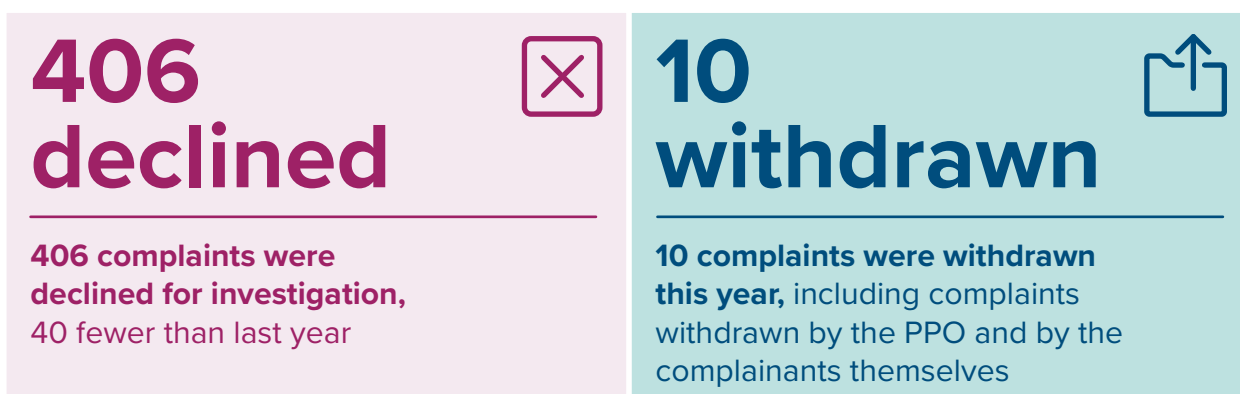 406
declined
406 complaints were
declined for investigation,
40 fewer than last year
10
withdrawn
10 complaints were withdrawn
this year, including complaints
withdrawn by the PPO and by the
complainants themselves